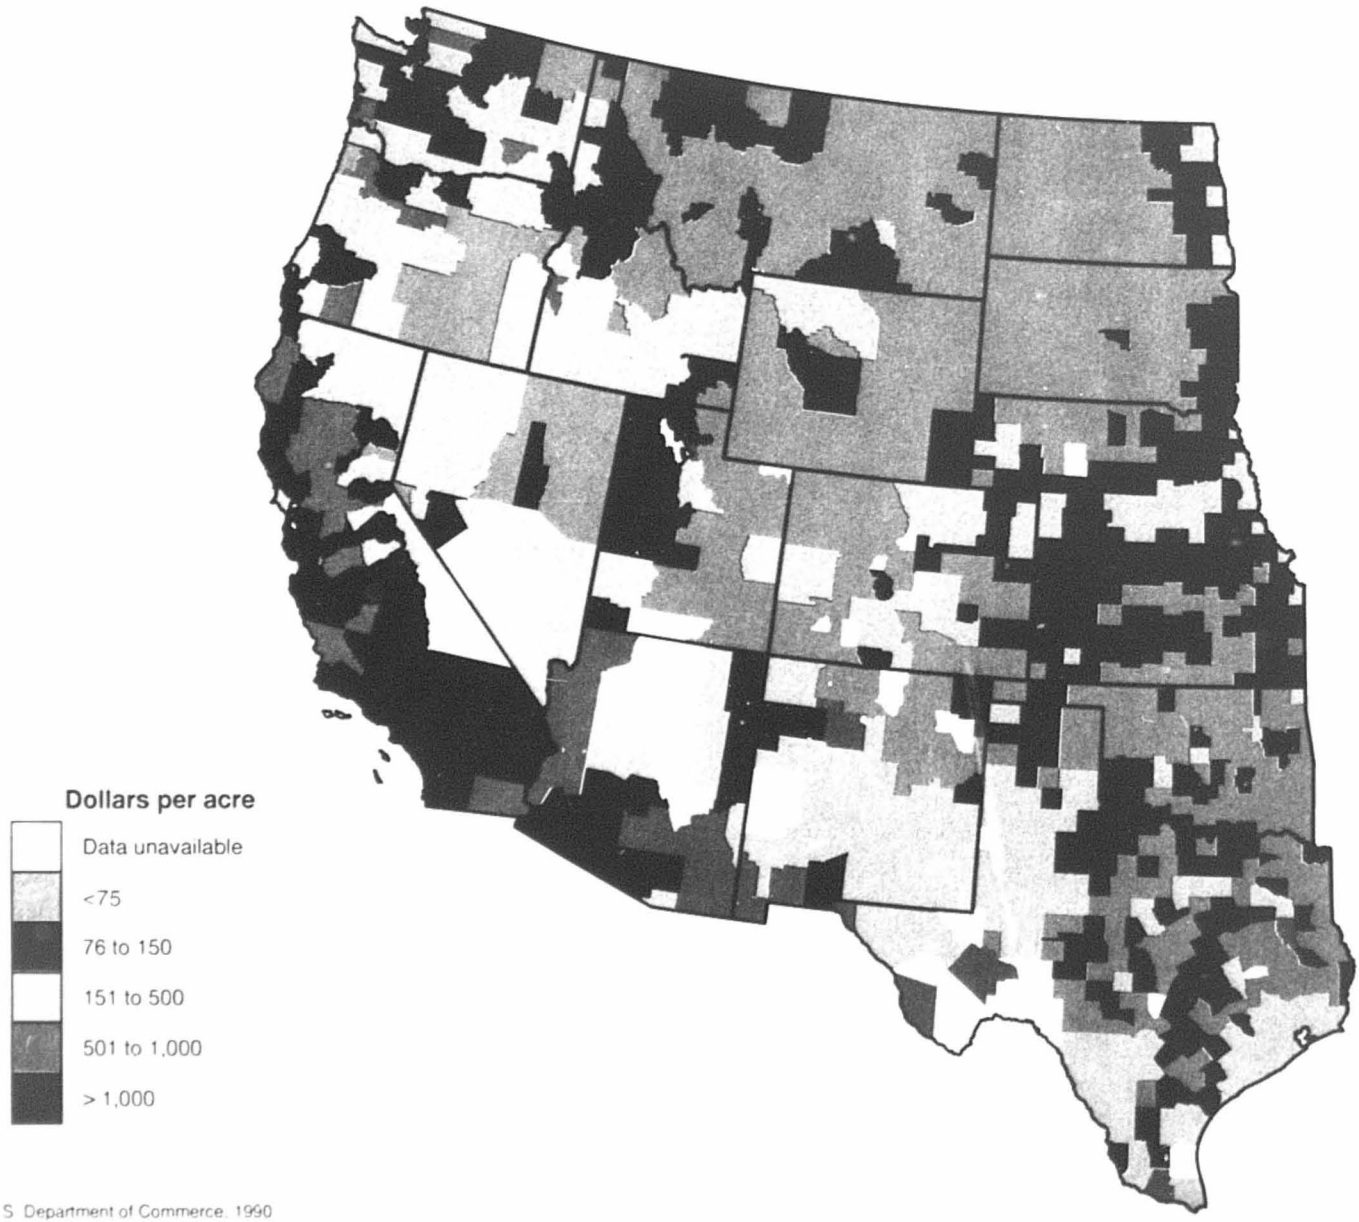 Dollars per acre
Data unavailable
<75
76 to 150
151 to 500
501 to 1,000
> 1,000
S Department of Commerce. 1990